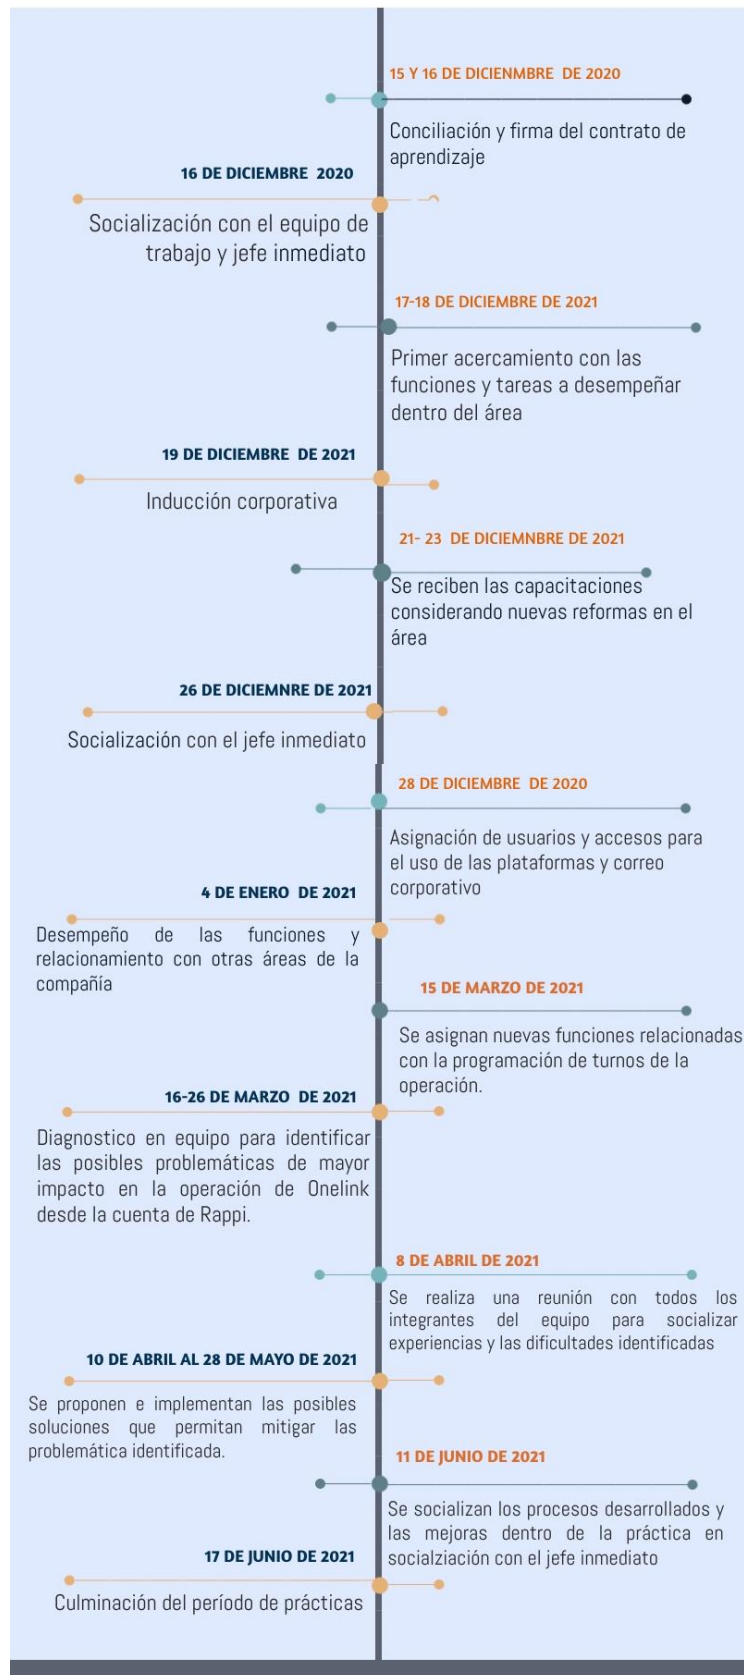 15 Y 16 DE DICIENMBRE DE 2020
Conciliación y firma del contrato de
aprendizaje
16 DE DICIEMBRE 2020
Socialización con el equipo de
trabajo y jefe inmediato
17-18 DE DICIEMBRE DE 2021
Primer acercamiento con las
funciones y tareas a desempeñar
dentro del área
19 DE DICIEMBRE DE 2021
Inducción corporativa
21- 23 DE DICIEMNBRE DE 2021
Se reciben las capacitaciones
considerando nuevas reformas en el
área
26 DE DICIEMNRE DE 2021
Socialización con el jefe inmediato
28 DE DICIEMBRE DE 2020
Asignación de usuarios y accesos para
el uso de las plataformas y correo
corporativo
4 DE ENERO DE 2021
Desempeño de las funciones y
relacionamiento con otras áreas de la
compañía
15 DE MARZO DE 2021
Se asignan nuevas funciones relacionadas
con la programación de turnos de la
operación.
16-26 DE MARZO DE 2021
Diagnostico en equipo para identificar
las posibles problemáticas de mayor
impacto en la operación de Onelink
desde la cuenta de Rappi.
8 DE ABRIL DE 2021
Se realiza una reunión con todos los
integrantes del equipo para socializar
experiencias y las dificultades identificadas
10 DE ABRIL AL 28 DE MAYO DE 2021
Se proponen e implementan las posibles
soluciones que permitan mitigar las
problemática identificada.
11 DE JUNIO DE 2021
Se socializan los procesos desarrollados y
las mejoras dentro de la práctica en
socialziación con el jefe inmediato
17 DE JUNIO DE 2021
Culminación del período de prácticas